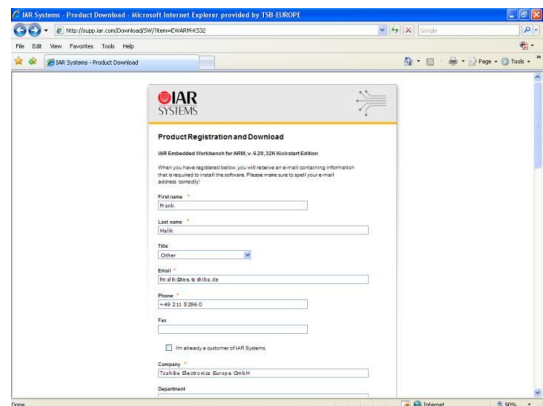 IAR Systems - Product Download - Microsoft Internet Explorer provided by TSB-EUROPE
http://supp.iar.com/Download/SW/?item=EWARM-KS32
Google
File Edit View Favorites Tools Help
IAR Systems - Product Download
Page Tools
IAR
SYSTEMS
Product Registration and Download
IAR Embedded Workbench for ARM, v. 6.20, 32K Kickstart Edition
When you have registered below, you will receive an e-mail containing information
that is required to install the software. Please make sure to spell your e-mail
address correctly!
First name *
Frank
Last name *
Malik
Title
Other
Email *
Phone *
+49 211 5296 0
Fax
I'm already a customer of IAR Systems
Company *
Toshiba Electronics Europe GmbH
Department
Done
Internet
90%